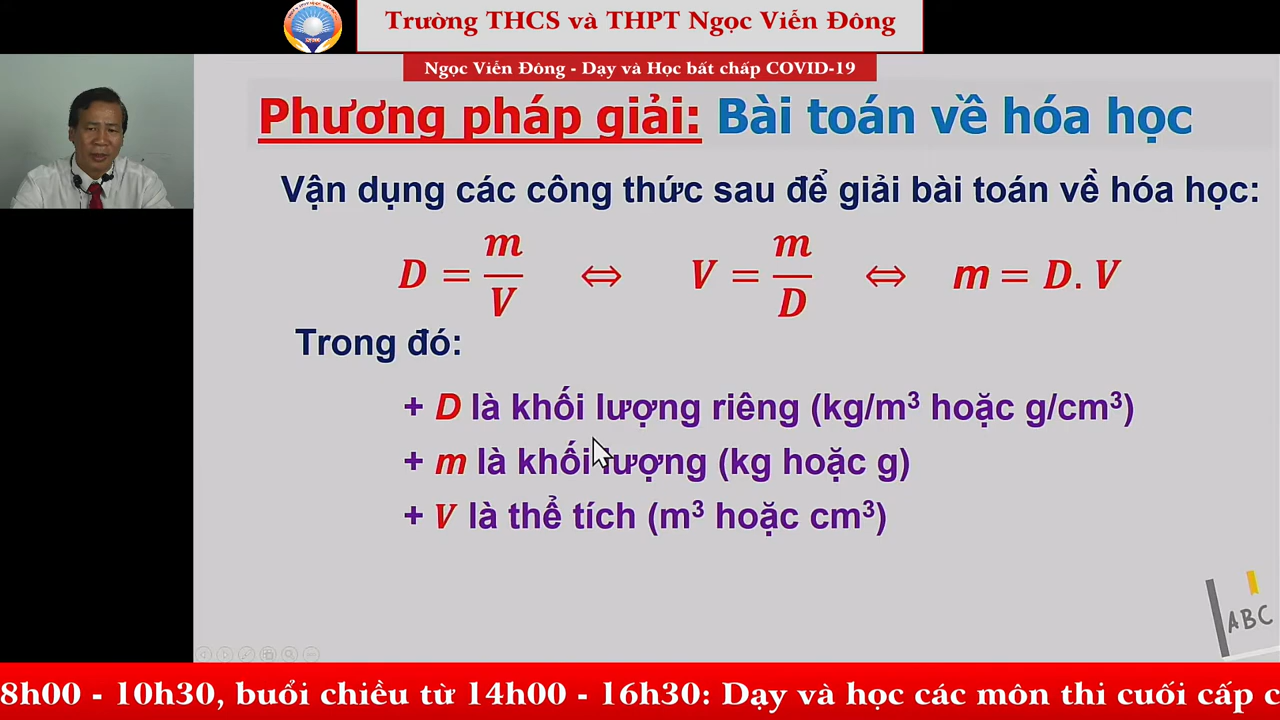 Trường THCS và THPT Ngọc Viễn Đông
Ngọc Viễn Đông - Dạy và Học bất chấp COVID-19
Phương pháp giải: Bài toán về hóa học
Vận dụng các công thức sau để giải bài toán về hóa học:
D = m/V ⇔ V = m/D ⇔ m = D.V
Trong đó:
+ D là khối lượng riêng (kg/m³ hoặc g/cm³)
+ m là khối lượng (kg hoặc g)
+ V là thể tích (m³ hoặc cm³)
ABC
8h00 - 10h30, buổi chiều từ 14h00 - 16h30: Dạy và học các môn thi cuối cấp c